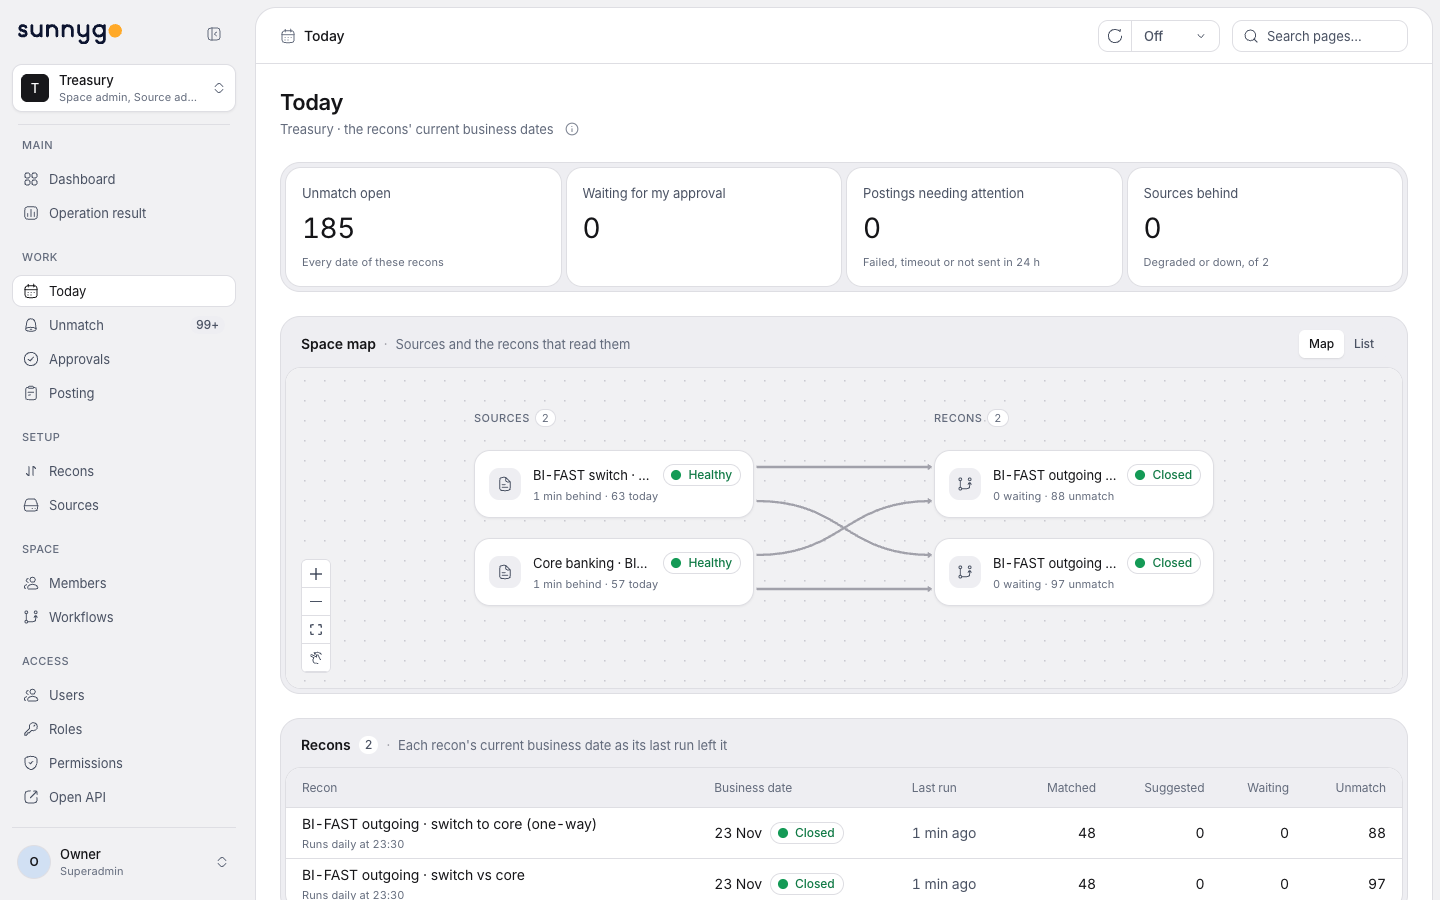 sunnyg
Treasury
Space admin, Source ad...
T
MAIN
Dashboard
Operation result
WORK
Today
Unmatch 99+
Approvals
Posting
SETUP
Recons
Sources
SPACE
Members
Workflows
ACCESS
Users
Roles
Permissions
Open API
O
Owner
Superadmin
Today
Off
Search pages...
Today
Treasury · the recons' current business dates
Unmatch open
185
Every date of these recons
Waiting for my approval
0
Postings needing attention
0
Failed, timeout or not sent in 24 h
Sources behind
0
Degraded or down, of 2
Space map · Sources and the recons that read them
Map List
SOURCES 2
BI-FAST switch · ... Healthy
1 min behind · 63 today
Core banking · BI... Healthy
1 min behind · 57 today
RECONS 2
BI-FAST outgoing ... Closed
0 waiting · 88 unmatch
BI-FAST outgoing ... Closed
0 waiting · 97 unmatch
Recons 2 · Each recon's current business date as its last run left it
Recon Business date Last run Matched Suggested Waiting Unmatch
BI-FAST outgoing · switch to core (one-way) 23 Nov Closed 1 min ago 48 0 0 88
Runs daily at 23:30
BI-FAST outgoing · switch vs core 23 Nov Closed 1 min ago 48 0 0 97
Runs daily at 23:30